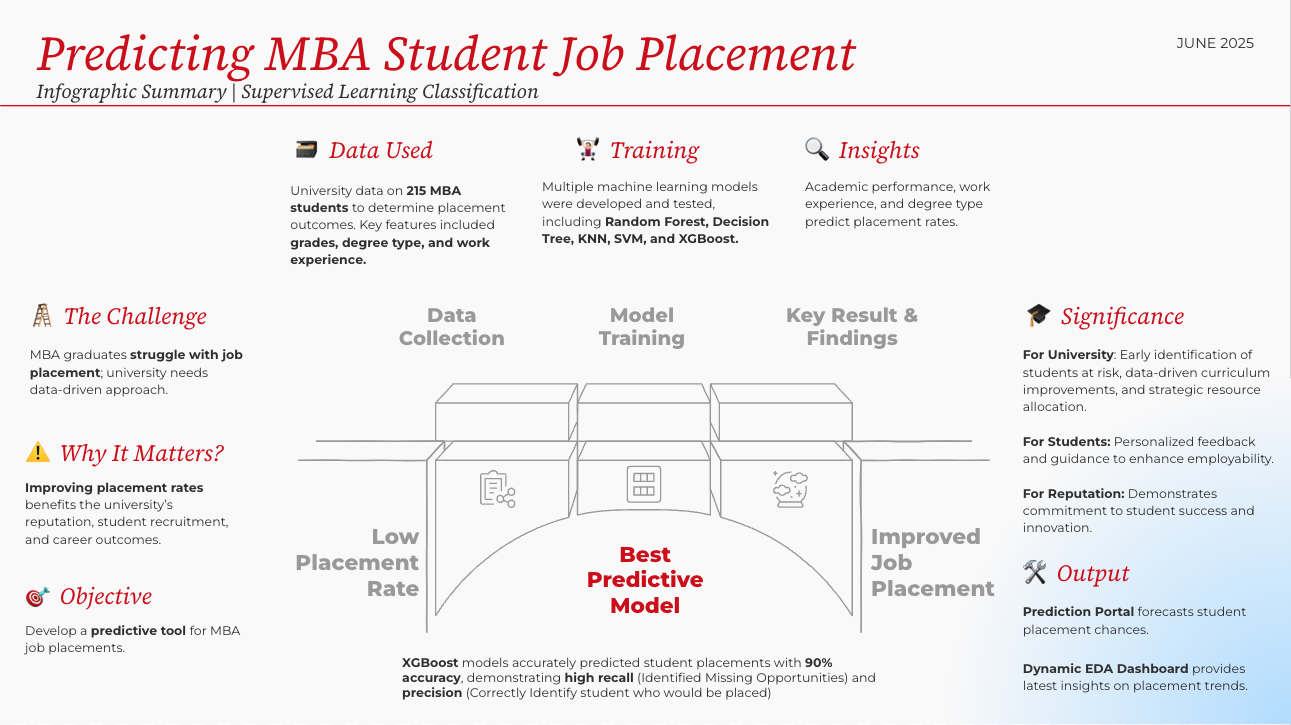 Predicting MBA Student Job Placement
JUNE 2025
Infographic Summary | Supervised Learning Classification
Data Used
University data on 215 MBA
students to determine placement
outcomes. Key features included
grades, degree type, and work
experience.
Training
Multiple machine learning models
were developed and tested,
including Random Forest, Decision
Tree, KNN, SVM, and XGBoost.
Insights
Academic performance, work
experience, and degree type
predict placement rates.
The Challenge
MBA graduates struggle with job
placement; university needs
data-driven approach.
Why It Matters?
Improving placement rates
benefits the university's
reputation, student recruitment,
and career outcomes.
Objective
Develop a predictive tool for MBA
job placements.
Data
Collection
Model
Training
Key Result &
Findings
Low
Placement
Rate
Best
Predictive
Model
Improved
Job
Placement
XGBoost models accurately predicted student placements with 90%
accuracy, demonstrating high recall (Identified Missing Opportunities) and
precision (Correctly Identify student who would be placed)
Significance
For University: Early identification of
students at risk, data-driven curriculum
improvements, and strategic resource
allocation.
For Students: Personalized feedback
and guidance to enhance employability.
For Reputation: Demonstrates
commitment to student success and
innovation.
Output
Prediction Portal forecasts student
placement chances.
Dynamic EDA Dashboard provides
latest insights on placement trends.